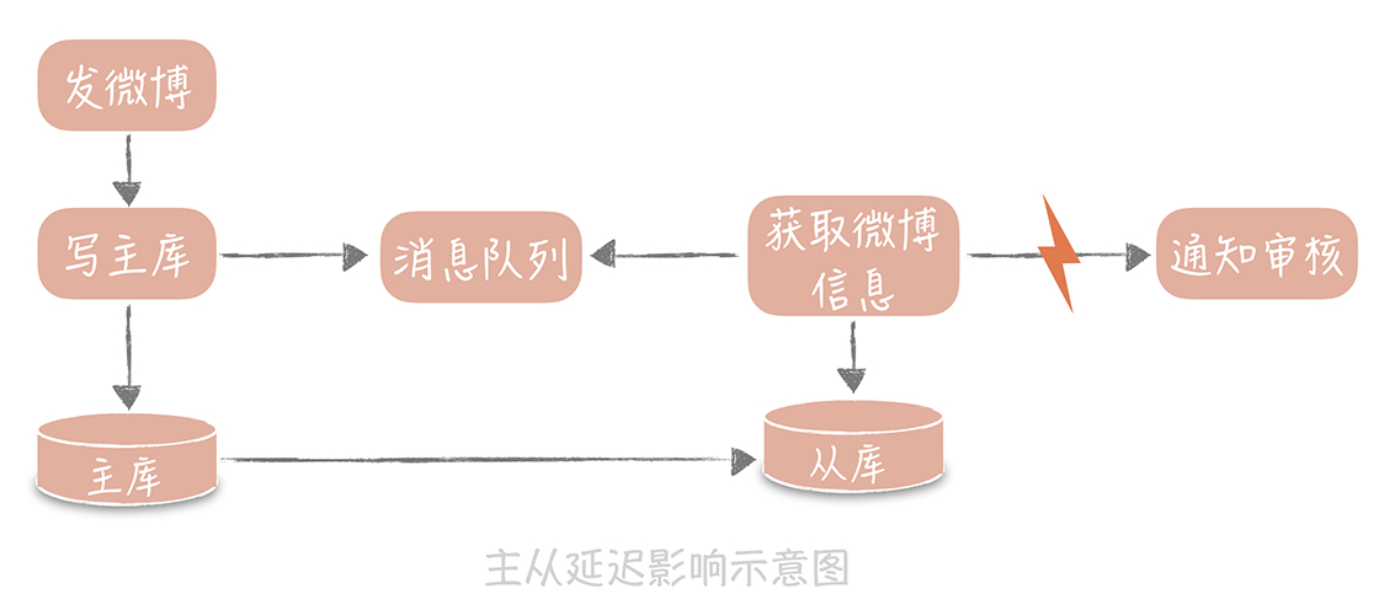 发微博
写主库
消息队列
获取微博
信息
通知审核
主库
从库
主从延迟影响示意图